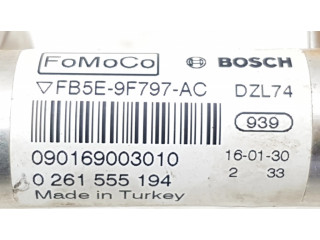 FoMoCo BOSCH
▽FB5E-9F797-AC DZL74
939
090169003010 16-01-30
0 261 555 194 2 33
Made in Turkey